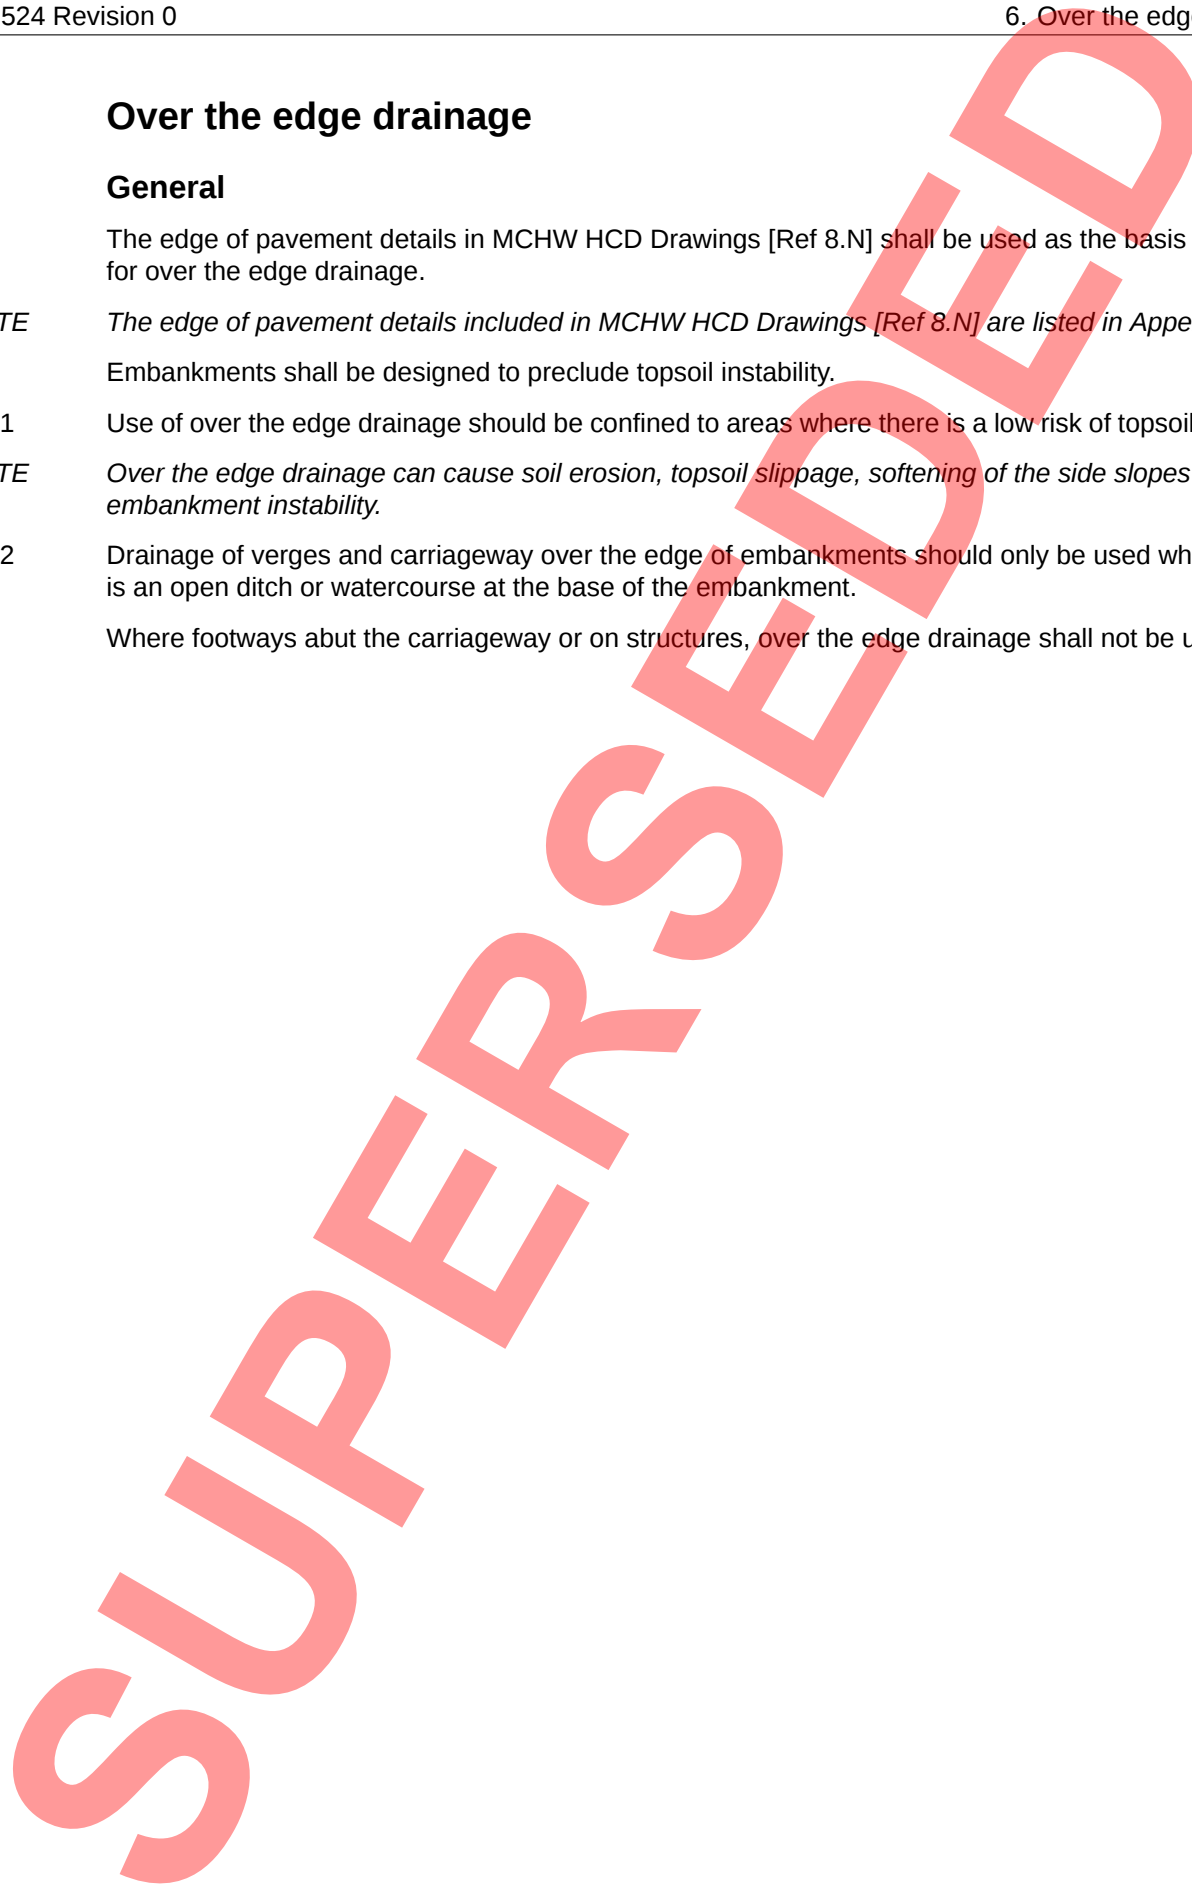 524 Revision 0 6. Over the edge
Over the edge drainage
General
The edge of pavement details in MCHW HCD Drawings [Ref 8.N] shall be used as the basis
for over the edge drainage.
TE The edge of pavement details included in MCHW HCD Drawings [Ref 8.N] are listed in Appe
Embankments shall be designed to preclude topsoil instability.
1 Use of over the edge drainage should be confined to areas where there is a low risk of topsoil
TE Over the edge drainage can cause soil erosion, topsoil slippage, softening of the side slopes
embankment instability.
2 Drainage of verges and carriageway over the edge of embankments should only be used wh
is an open ditch or watercourse at the base of the embankment.
Where footways abut the carriageway or on structures, over the edge drainage shall not be u
SUPERSEDED